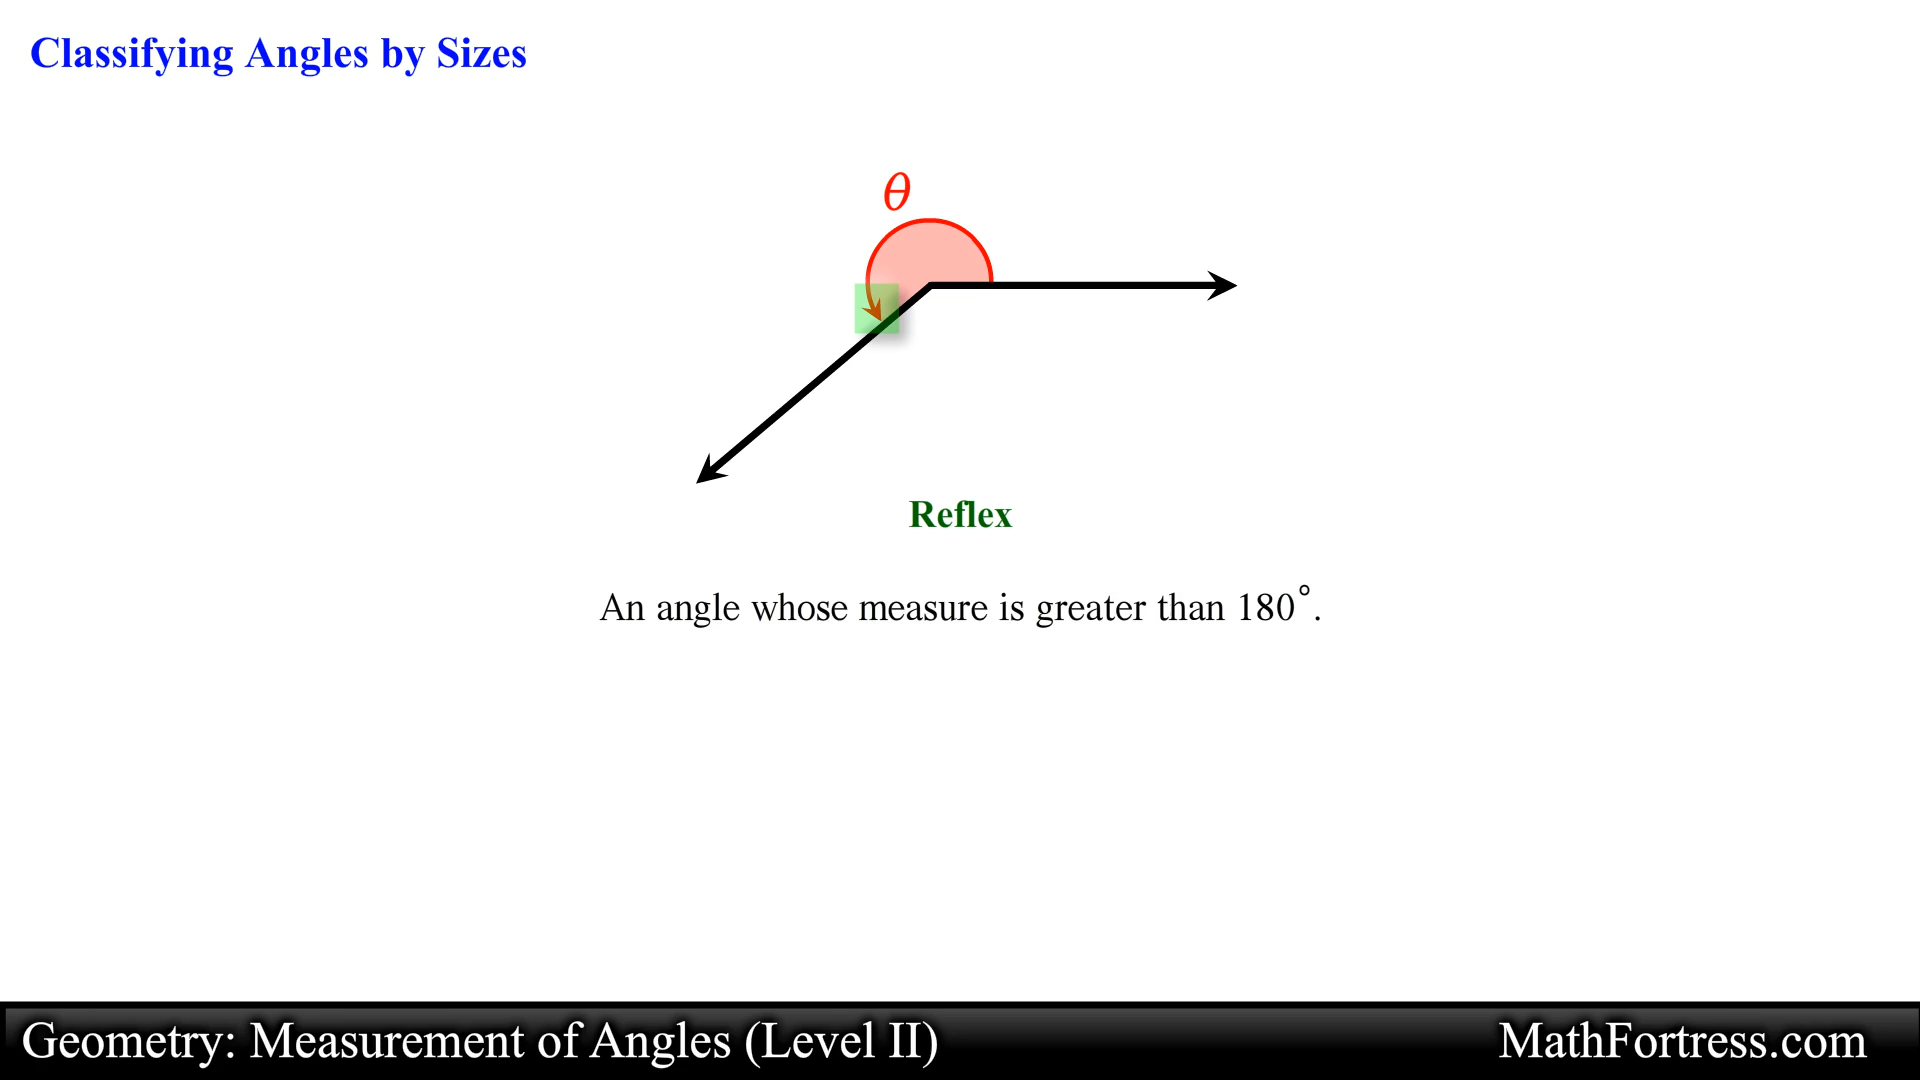 Classifying Angles by Sizes
θ
Reflex
An angle whose measure is greater than 180°.
Geometry: Measurement of Angles (Level II)
MathFortress.com